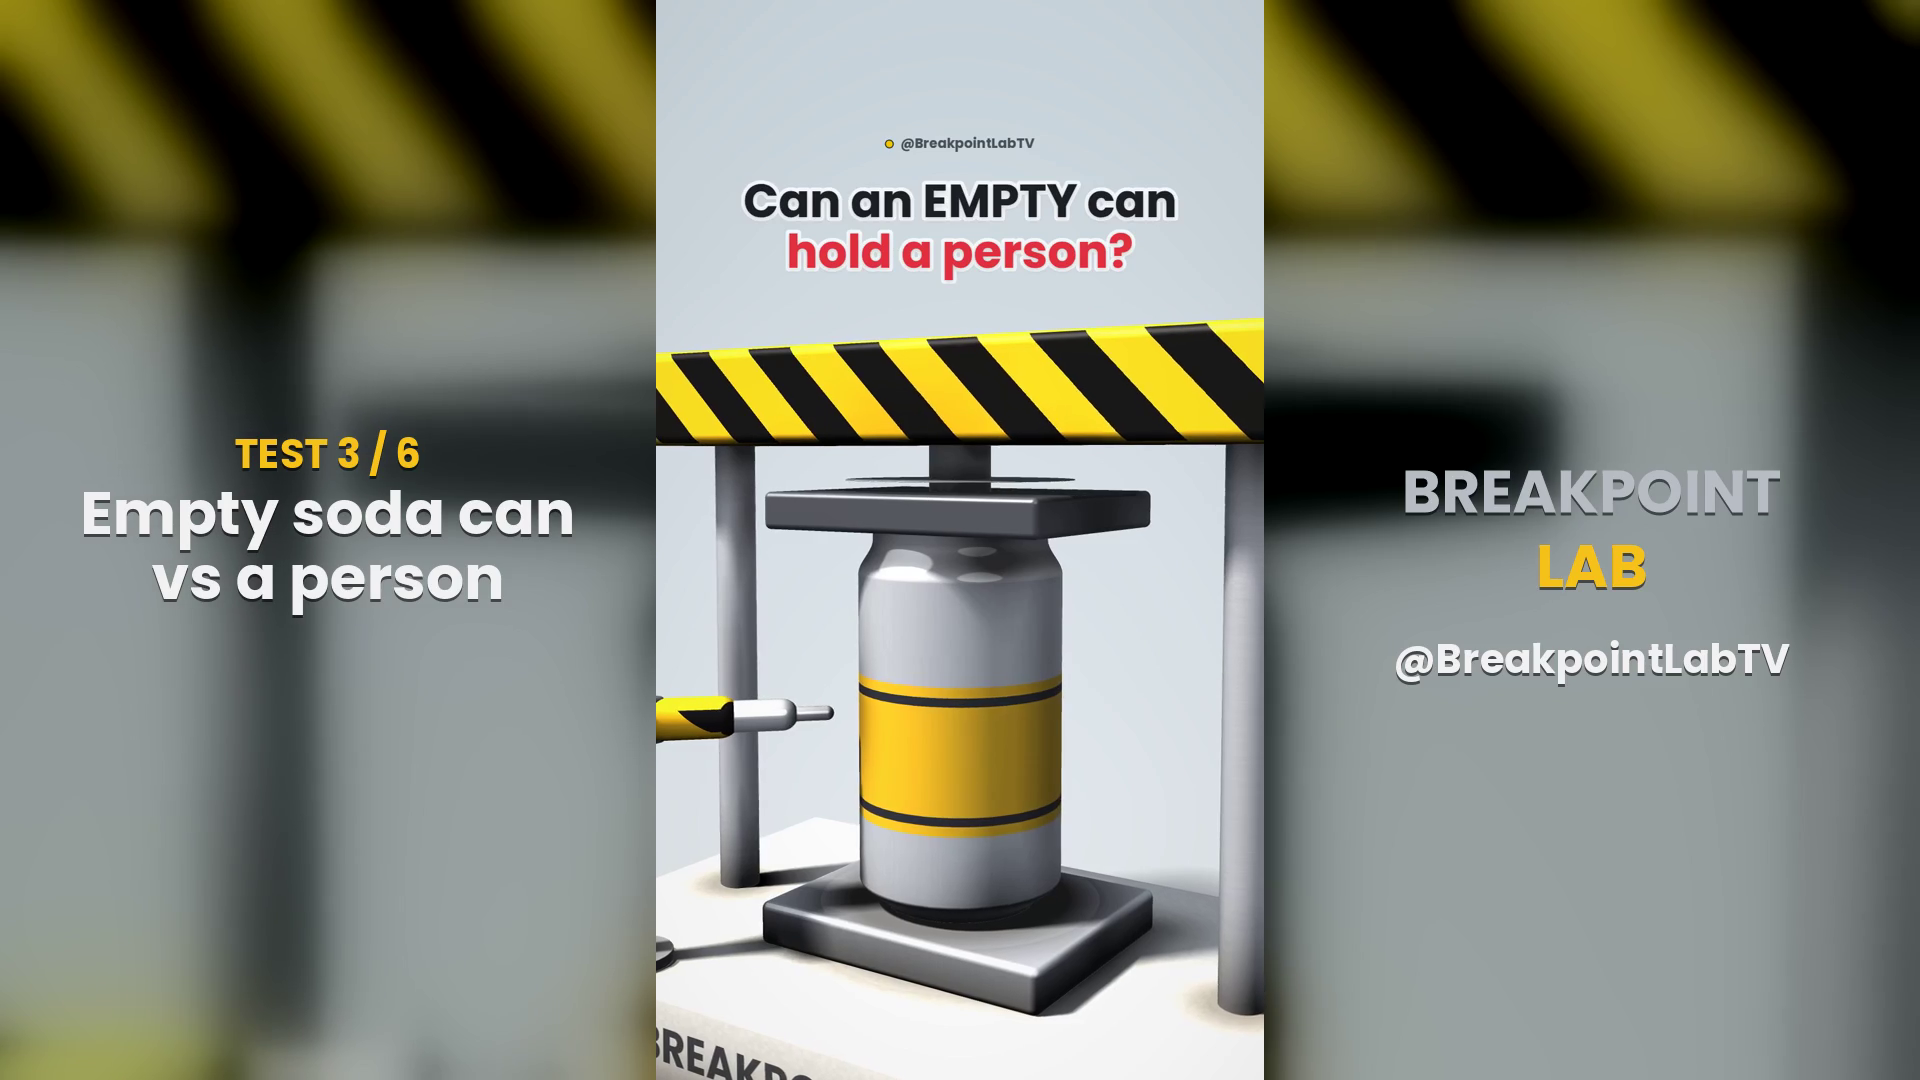 TEST 3 / 6
Empty soda can
vs a person
@BreakpointLabTV
Can an EMPTY can
hold a person?
BREAKPOINT
LAB
@BreakpointLabTV